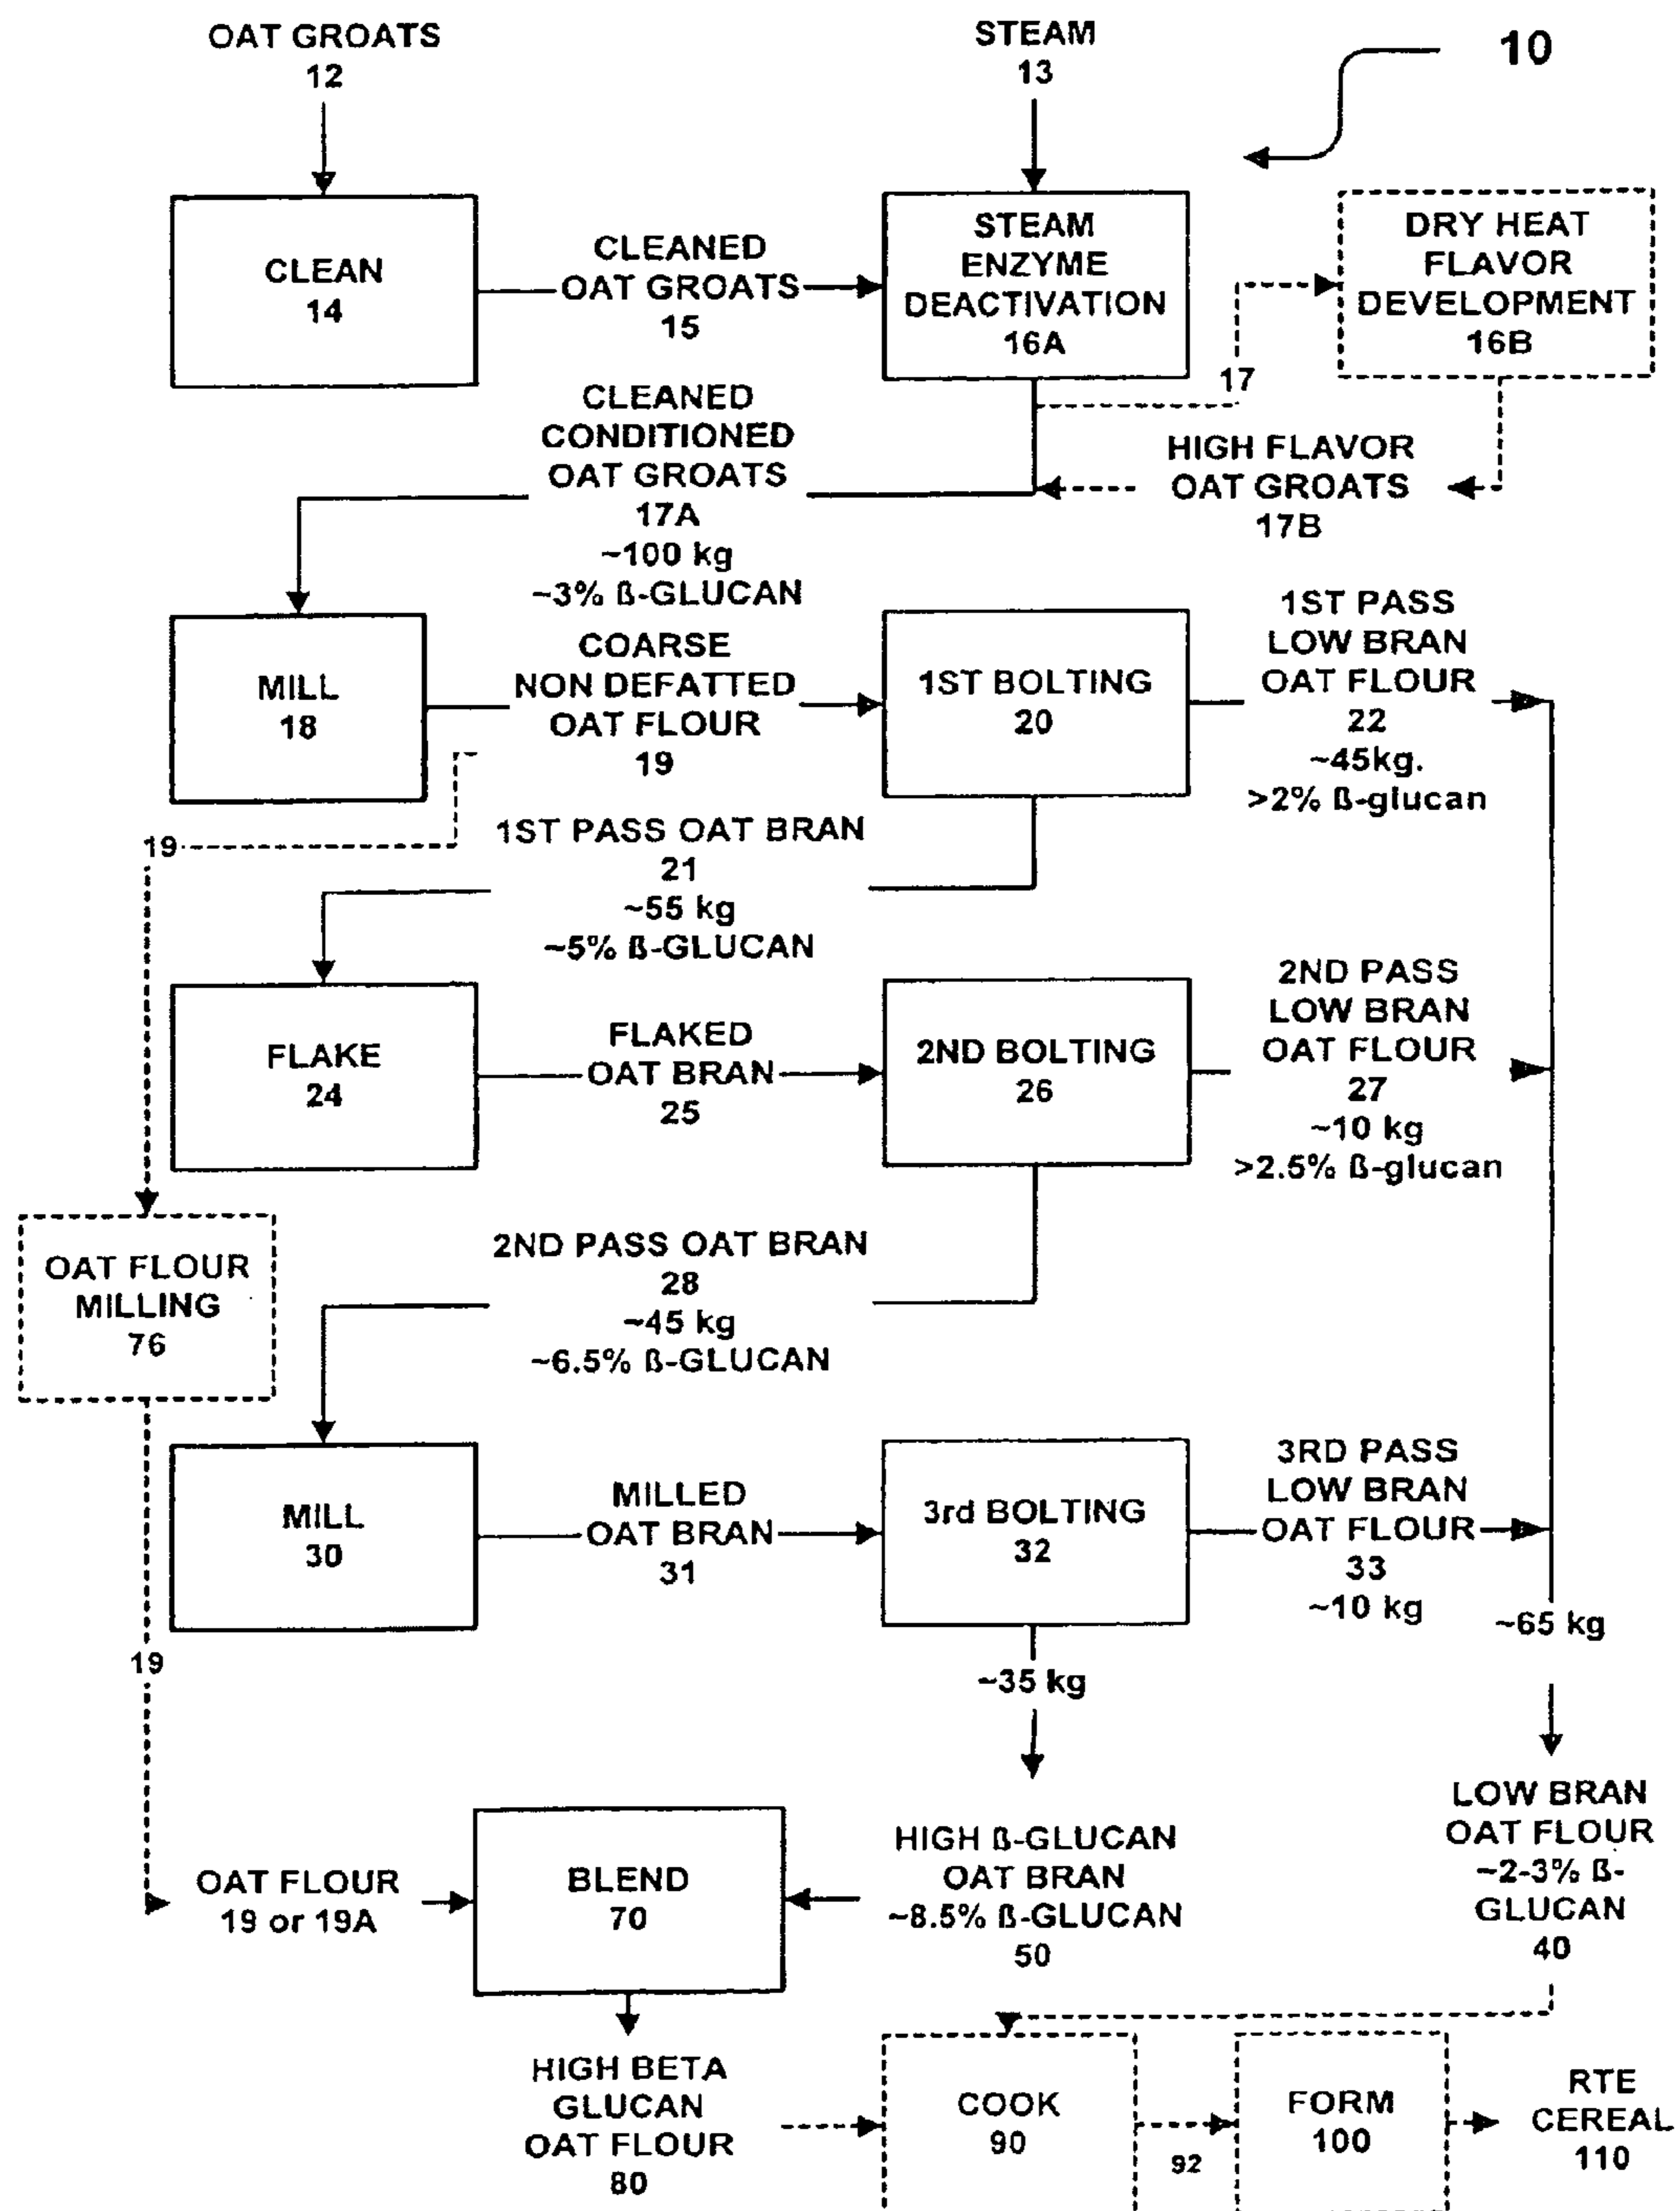 OAT GROATS
12
STEAM
13
10
CLEAN
14
CLEANED
OAT GROATS
15
STEAM
ENZYME
DEACTIVATION
16A
DRY HEAT
FLAVOR
DEVELOPMENT
16B
17
CLEANED
CONDITIONED
OAT GROATS
17A
~100 kg
~3% ß-GLUCAN
HIGH FLAVOR
OAT GROATS
17B
MILL
18
COARSE
NON DEFATTED
OAT FLOUR
19
1ST BOLTING
20
1ST PASS
LOW BRAN
OAT FLOUR
22
~45kg.
>2% ß-glucan
19
1ST PASS OAT BRAN
21
~55 kg
~5% ß-GLUCAN
FLAKE
24
FLAKED
OAT BRAN
25
2ND BOLTING
26
2ND PASS
LOW BRAN
OAT FLOUR
27
~10 kg
>2.5% ß-glucan
OAT FLOUR
MILLING
76
2ND PASS OAT BRAN
28
~45 kg
~6.5% ß-GLUCAN
MILL
30
MILLED
OAT BRAN
31
3rd BOLTING
32
3RD PASS
LOW BRAN
OAT FLOUR
33
~10 kg
~65 kg
19
~35 kg
OAT FLOUR
19 or 19A
BLEND
70
HIGH ß-GLUCAN
OAT BRAN
~8.5% ß-GLUCAN
50
LOW BRAN
OAT FLOUR
~2-3% ß-
GLUCAN
40
HIGH BETA
GLUCAN
OAT FLOUR
80
COOK
90
92
FORM
100
RTE
CEREAL
110